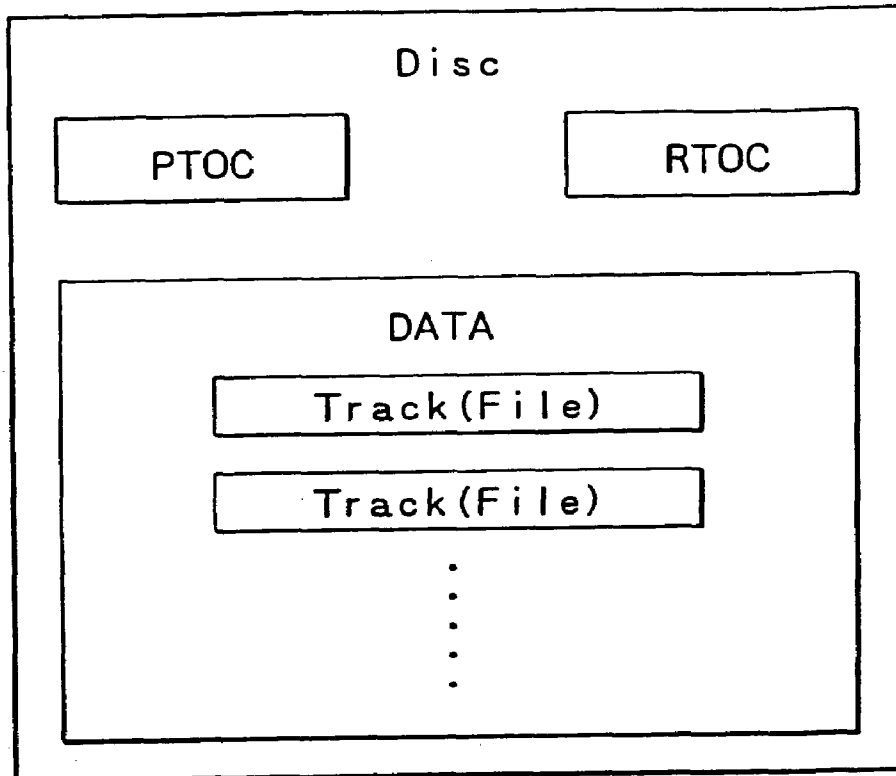 Disc
PTOC
RTOC
DATA
Track(File)
Track(File)